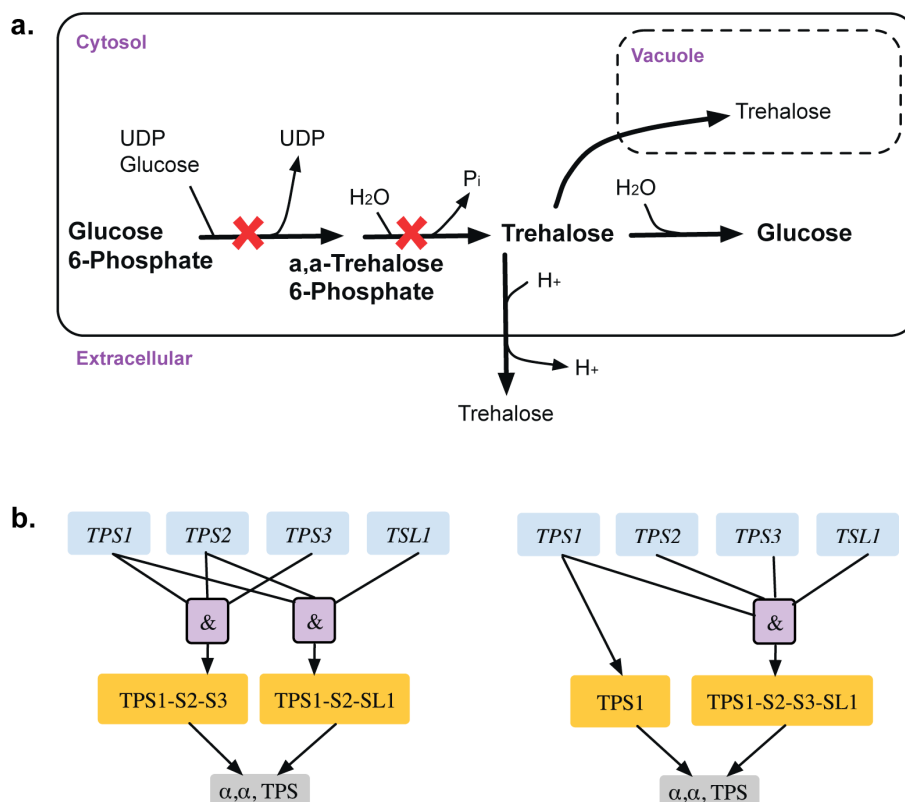 a.
Cytosol
Vacuole
Trehalose
UDP
Glucose
UDP
H2O
Pi
H2O
Glucose
6-Phosphate
a,a-Trehalose
6-Phosphate
Trehalose
Glucose
H+
Extracellular
H+
Trehalose
b.
TPS1 TPS2 TPS3 TSL1
& &
TPS1-S2-S3 TPS1-S2-SL1
α,α, TPS
TPS1 TPS2 TPS3 TSL1
&
TPS1 TPS1-S2-S3-SL1
α,α, TPS